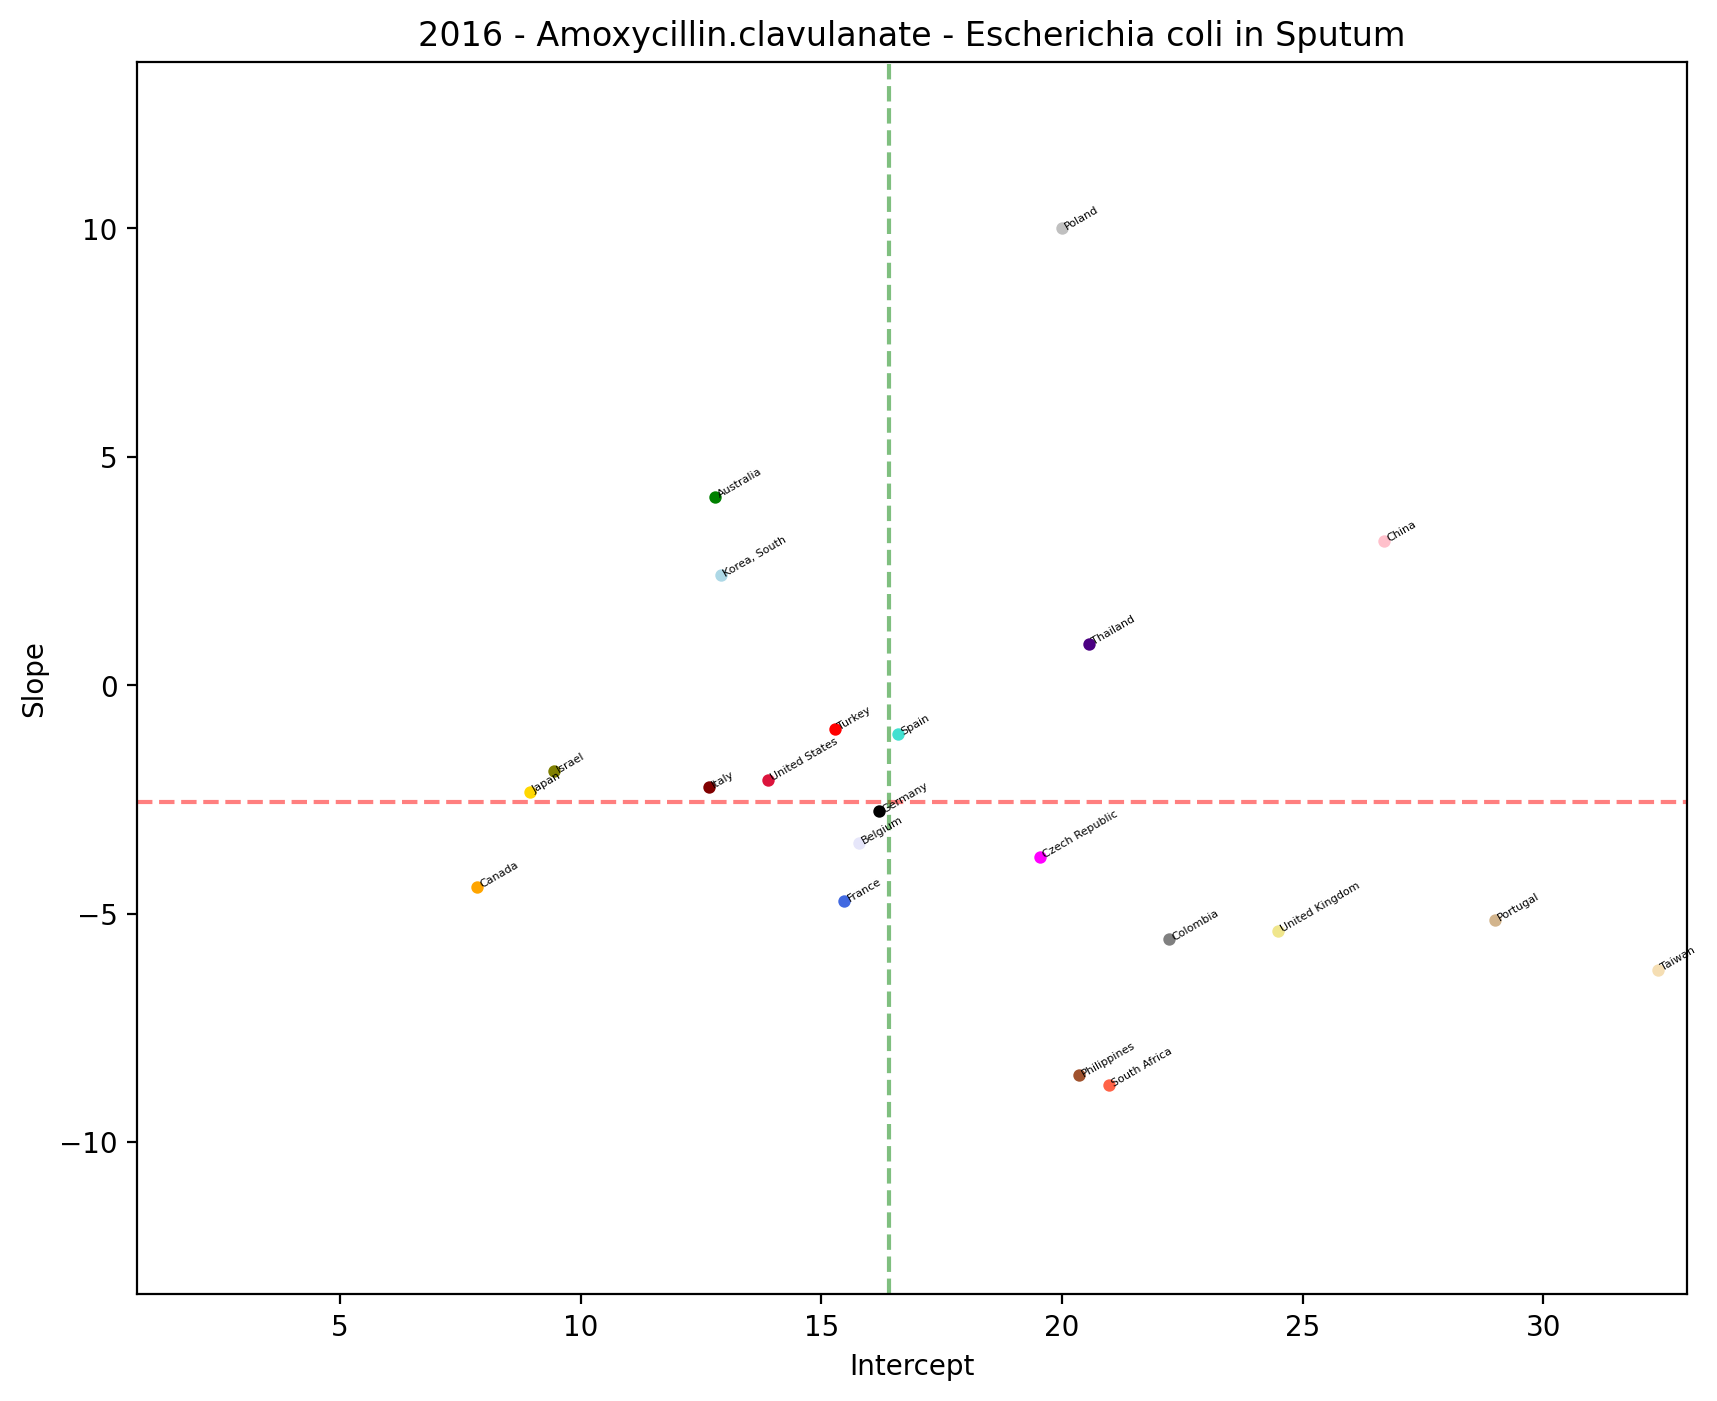 2016 - Amoxycillin.clavulanate - Escherichia coli in Sputum
Slope
10
5
0
−5
−10
Poland
Australia
China
Korea, South
Thailand
Turkey
Spain
United States
Israel
Japan
Italy
Germany
Belgium
Czech Republic
Canada
France
United Kingdom
Portugal
Colombia
Taiwan
Philippines
South Africa
5
10
15
20
25
30
Intercept